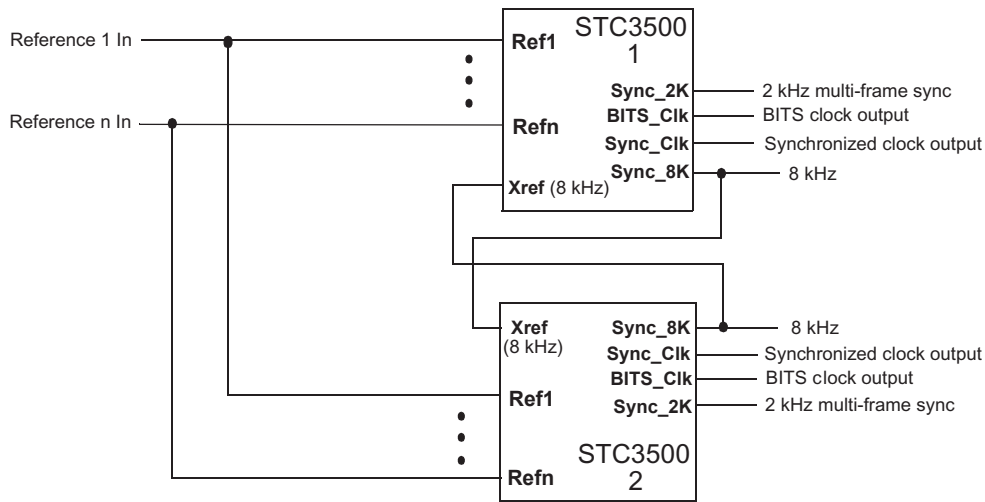 Reference 1 In
Ref1
STC3500
1
Sync_2K
2 kHz multi-frame sync
BITS_Clk
BITS clock output
Reference n In
Refn
Sync_Clk
Synchronized clock output
Sync_8K
8 kHz
Xref (8 kHz)
Xref
(8 kHz)
Sync_8K
8 kHz
Sync_Clk
Synchronized clock output
BITS_Clk
BITS clock output
Ref1
Sync_2K
2 kHz multi-frame sync
STC3500
2
Refn